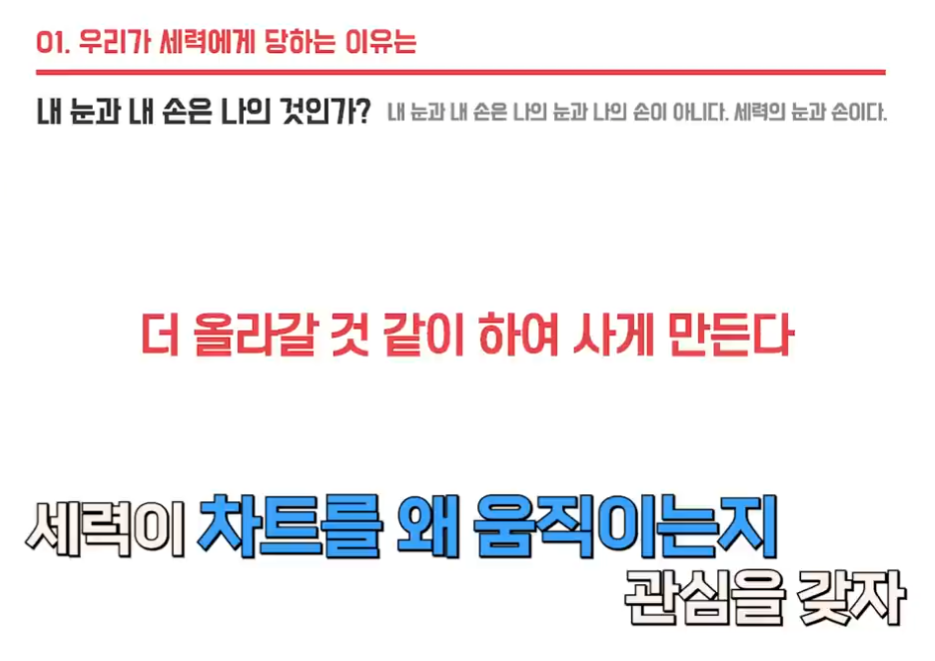 01. 우리가 세력에게 당하는 이유는
내 눈과 내 손은 나의 것인가? 내 눈과 내 손은 나의 눈과 나의 손이 아니다. 세력의 눈과 손이다.
더 올라갈 것 같이 하여 사게 만든다
세력이 차트를 왜 움직이는지
관심을 갖자